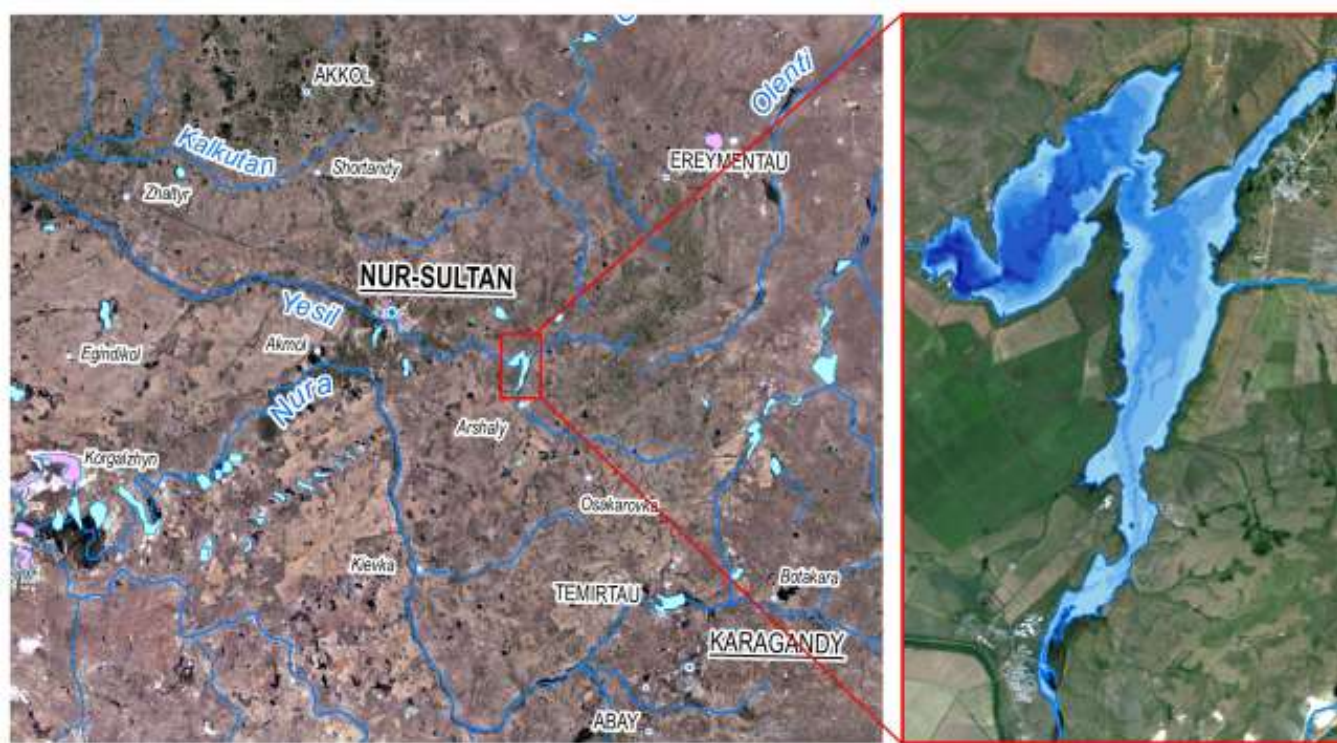 AKKOL
Olenti
Kalkutan
Shortandy
EREYMENTAU
Zhaltyr
NUR-SULTAN
Yesil
Akmol
Egindikol
Nura
Arshaly
Korgalzhyn
Osakarovka
Kievka
TEMIRTAU
Botakara
KARAGANDY
ABAY